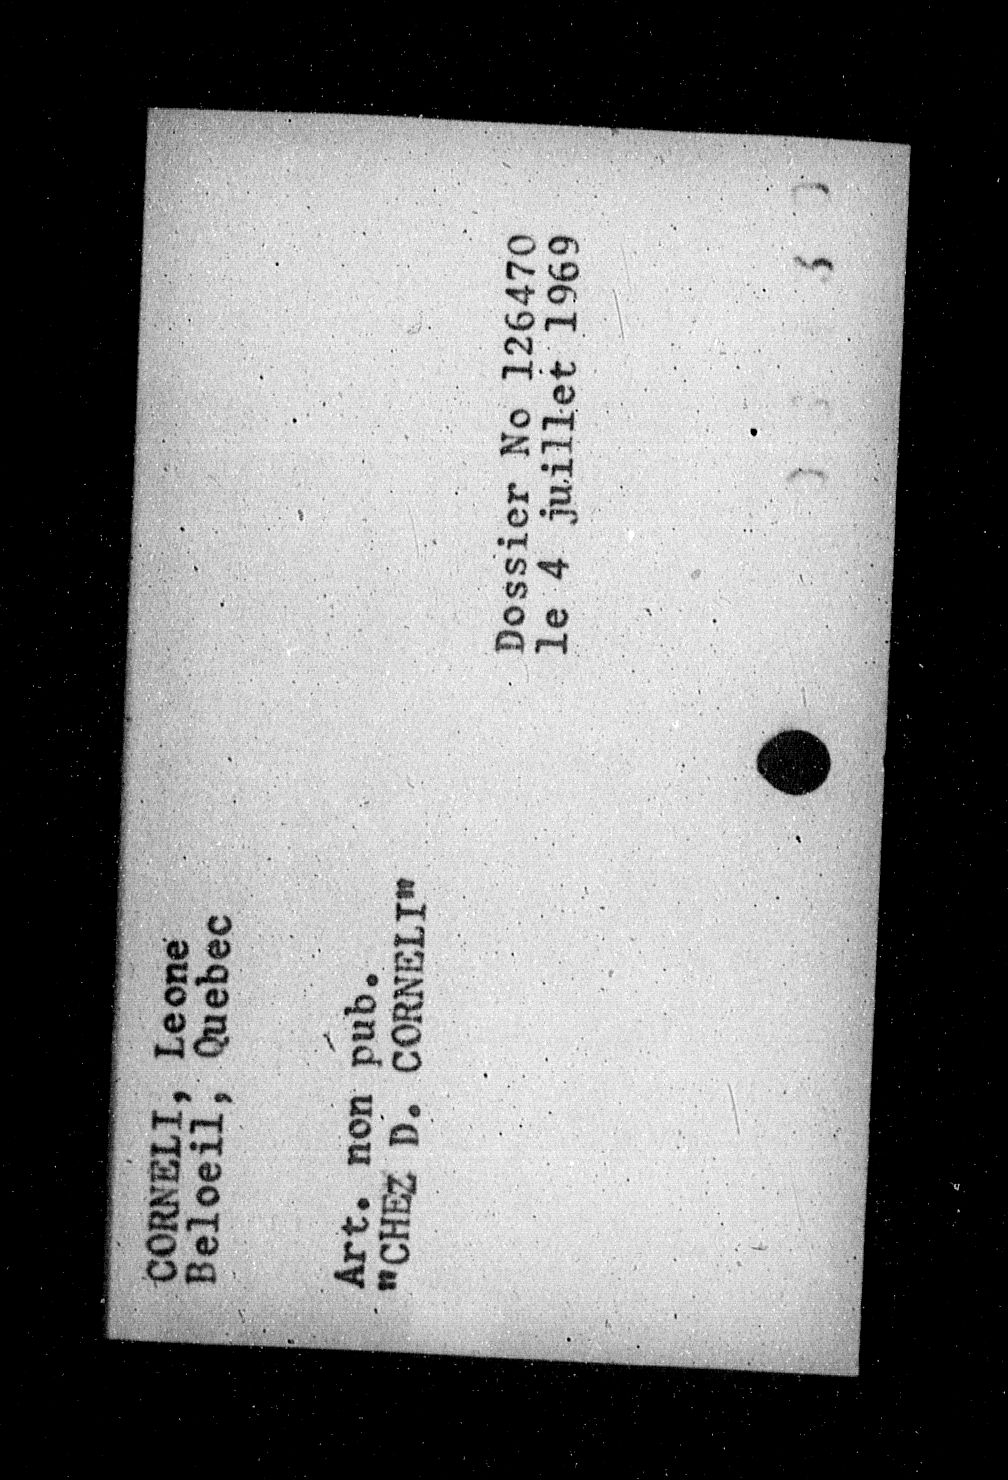 CORNELI, Leone
Beloeil, Quebec
Art. non pub.
"CHEZ D. CORNELI"
Dossier No 126470
le 4 juillet 1969